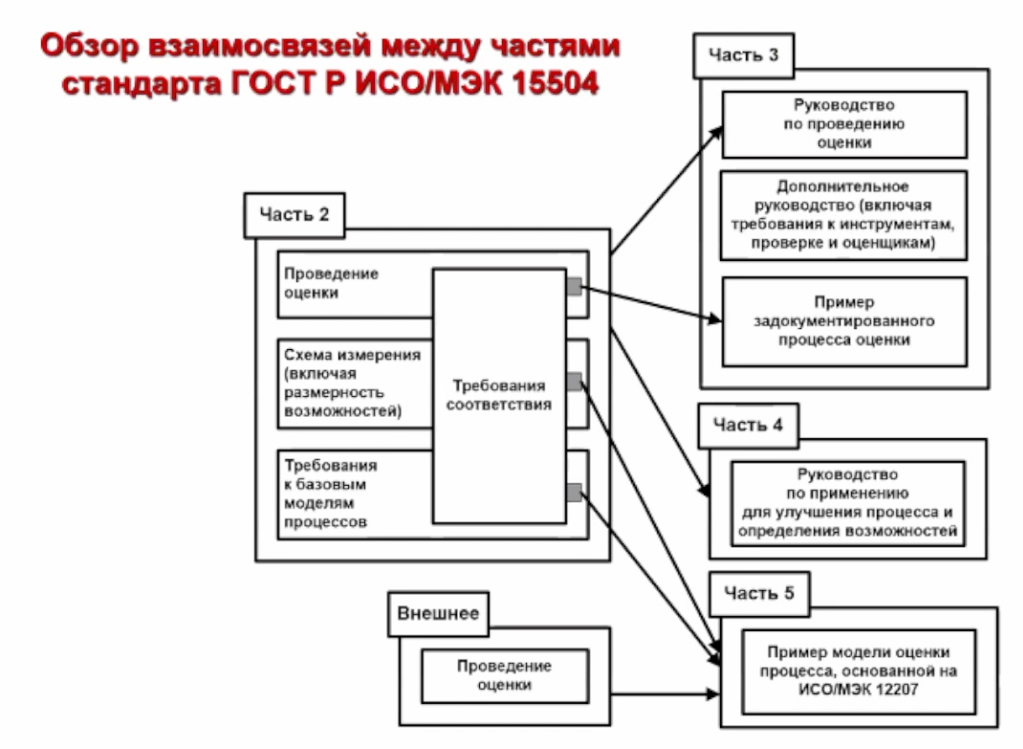 Обзор взаимосвязей между частями
стандарта ГОСТ Р ИСО/МЭК 15504
Часть 2
Проведение
оценки
Схема измерения
(включая
размерность
возможностей)
Требования
к базовым
моделям
процессов
Требования
соответствия
Внешнее
Проведение
оценки
Часть 3
Руководство
по проведению
оценки
Дополнительное
руководство (включая
требования к инструментам,
проверке и оценщикам)
Пример
задокументированного
процесса оценки
Часть 4
Руководство
по применению
для улучшения процесса и
определения возможностей
Часть 5
Пример модели оценки
процесса, основанной на
ИСО/МЭК 12207